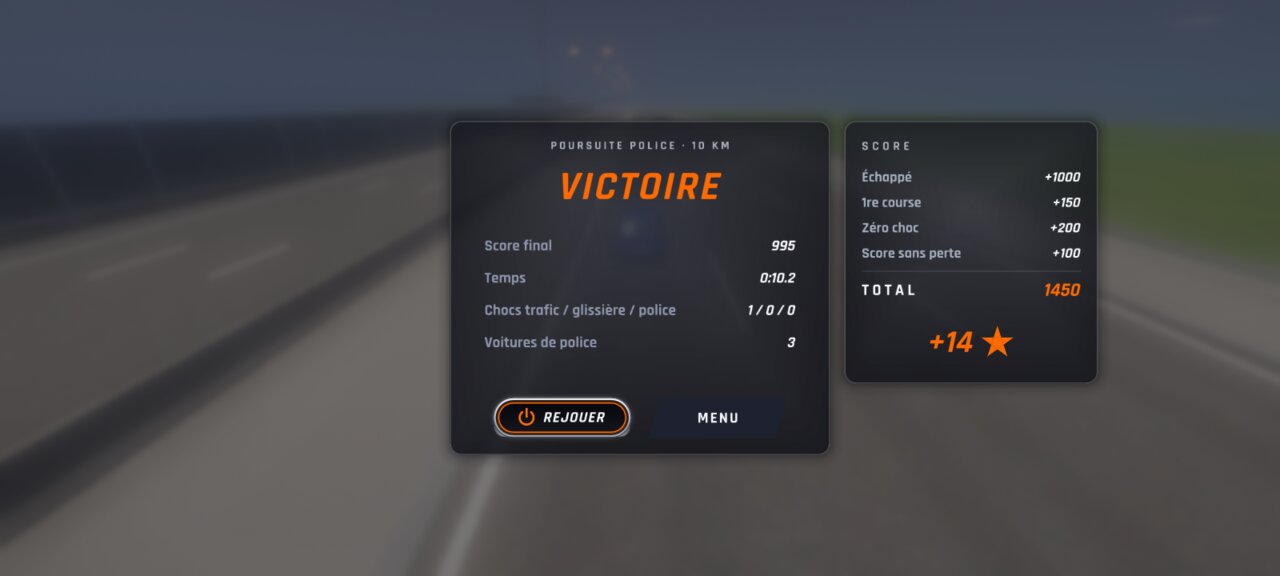 POURSUITE POLICE · 10 KM
VICTOIRE
Score final 995
Temps 0:10.2
Chocs trafic / glissière / police 1 / 0 / 0
Voitures de police 3
REJOUER MENU
SCORE
Échappé +1000
1re course +150
Zéro choc +200
Score sans perte +100
TOTAL 1450
+14 ★